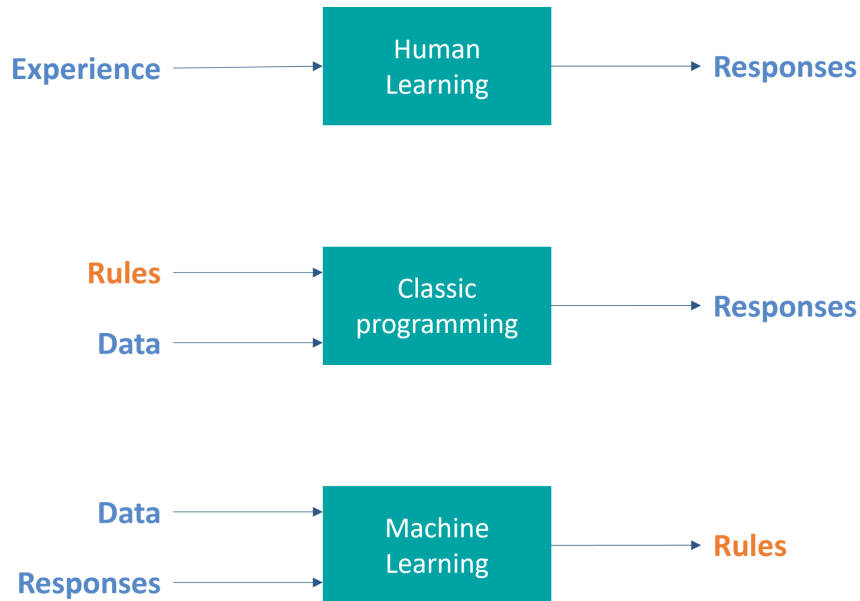 Experience
Human
Learning
Responses
Rules
Data
Classic
programming
Responses
Data
Responses
Machine
Learning
Rules